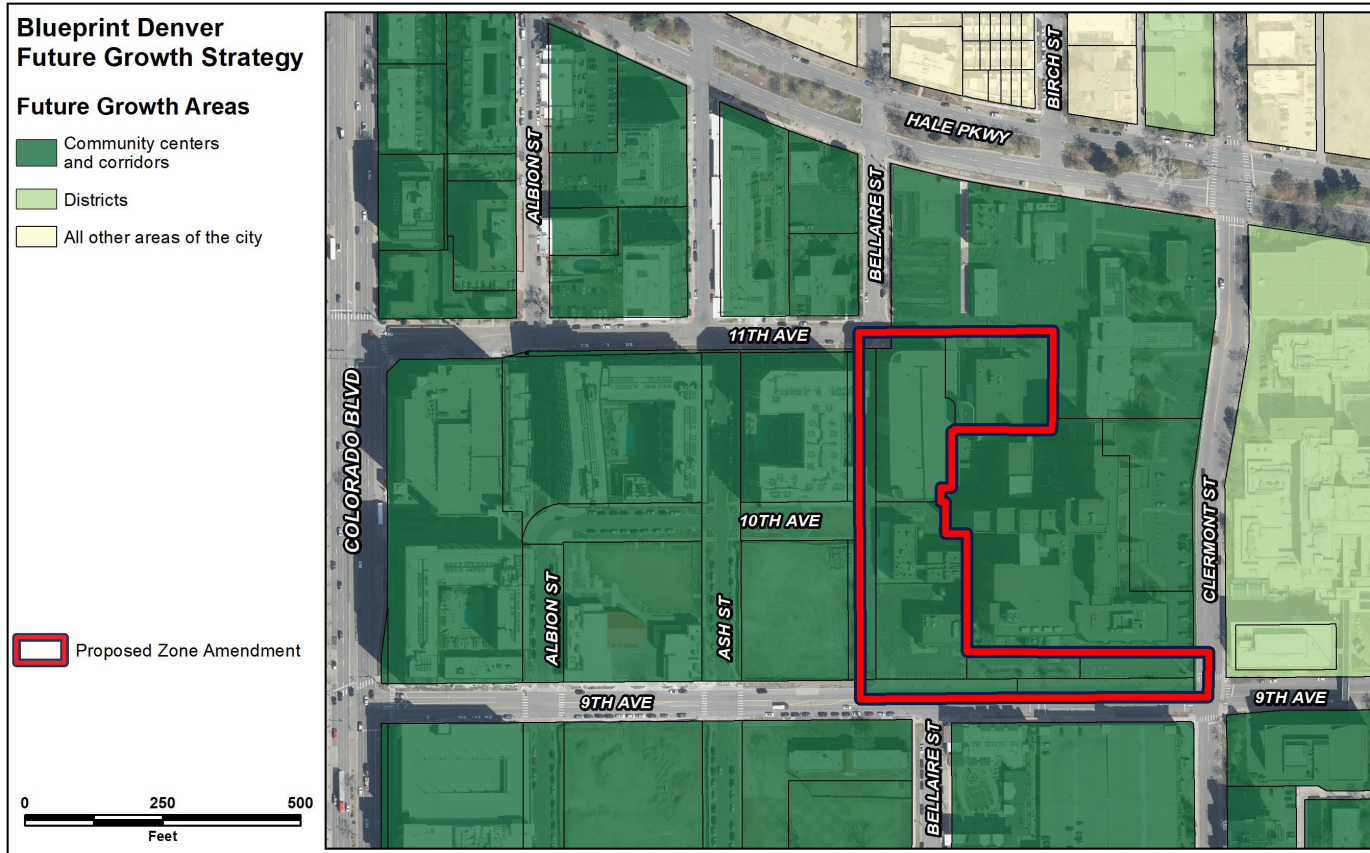 Blueprint Denver
Future Growth Strategy
Future Growth Areas
Community centers
and corridors
Districts
All other areas of the city
Proposed Zone Amendment
0 250 500
Feet
BIRCH ST
HALE PKWY
ALBION ST
BELLAIRE ST
11TH AVE
COLORADO BLVD
10TH AVE
CLERMONT ST
ALBION ST
ASH ST
9TH AVE
9TH AVE
BELLAIRE ST